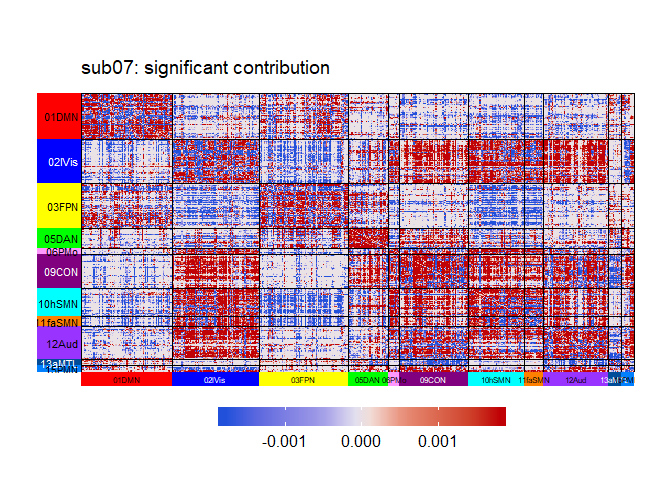 sub07: significant contribution
01DMN
02lVis
03FPN
05DAN
09CON
10hSMN
11faSMN
12Aud
13aMTL
01DMN
02lVis
03FPN
05DAN
09CON
10hSMN
11faSMN
12Aud
-0.001
0.000
0.001